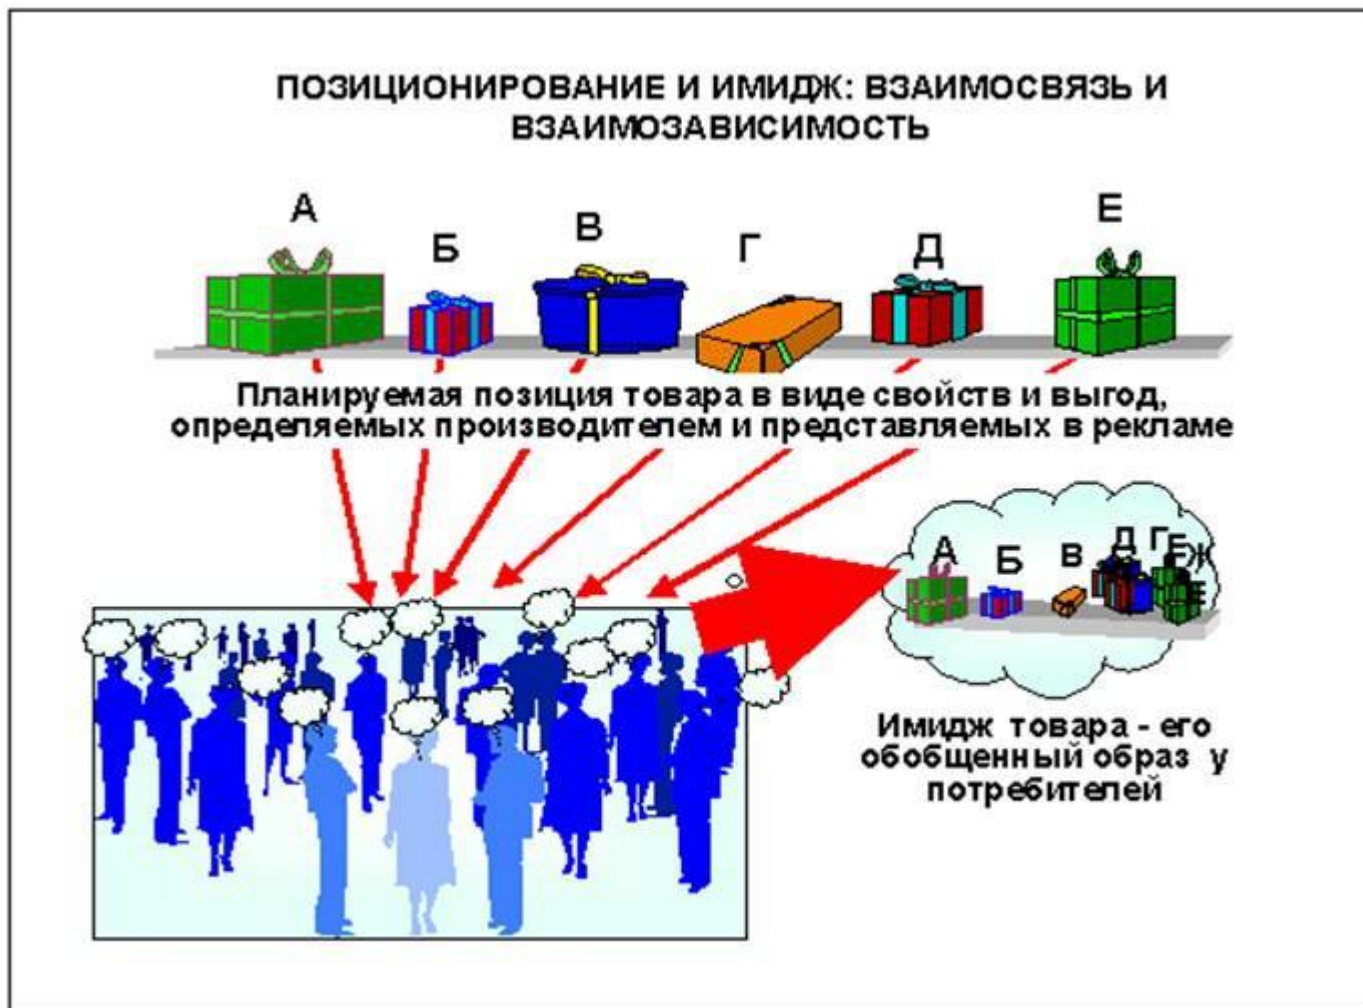 ПОЗИЦИОНИРОВАНИЕ И ИМИДЖ: ВЗАИМОСВЯЗЬ И
ВЗАИМОЗАВИСИМОСТЬ
А Б В Г Д Е
Планируемая позиция товара в виде свойств и выгод,
определяемых производителем и представляемых в рекламе
А Б В Д Г Е Ж
Имидж товара - его
обобщенный образ у
потребителей